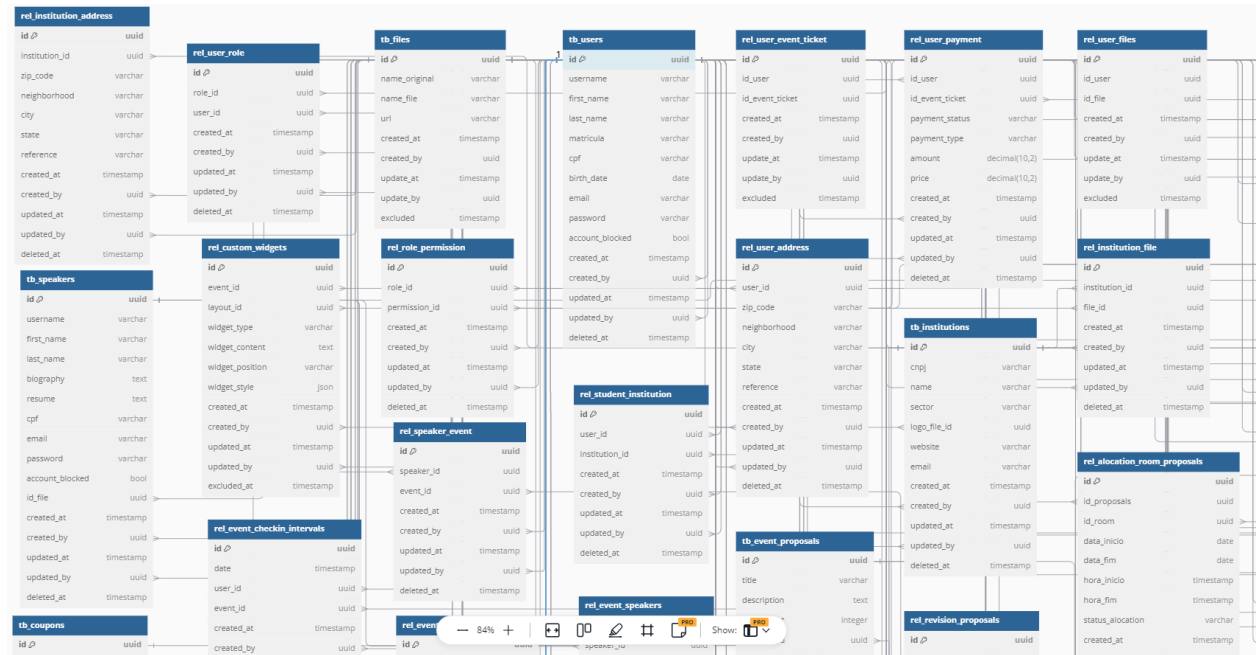 rel_institution_address
id uuid
institution_id uuid
zip_code varchar
neighborhood varchar
city varchar
state varchar
reference varchar
created_at timestamp
created_by uuid
updated_at timestamp
updated_by uuid
deleted_at timestamp
tb_speakers
id uuid
username varchar
first_name varchar
last_name varchar
biography text
resume text
cpf varchar
email varchar
password varchar
account_blocked bool
id_file uuid
created_at timestamp
created_by uuid
updated_at timestamp
updated_by uuid
deleted_at timestamp
tb_coupons
id uuid
rel_user_role
id uuid
role_id uuid
user_id uuid
created_at timestamp
created_by uuid
updated_at timestamp
updated_by uuid
deleted_at timestamp
rel_custom_widgets
id uuid
event_id uuid
layout_id uuid
widget_type varchar
widget_content text
widget_position varchar
widget_style json
created_at timestamp
created_by uuid
updated_at timestamp
updated_by uuid
excluded_at timestamp
rel_event_checkin_intervals
id uuid
date timestamp
user_id uuid
event_id uuid
created_at timestamp
created_by uuid
tb_files
id uuid
name_original varchar
name_file varchar
url varchar
created_at timestamp
created_by uuid
update_at timestamp
update_by uuid
excluded timestamp
rel_role_permission
id uuid
role_id uuid
permission_id uuid
created_at timestamp
created_by uuid
updated_at timestamp
updated_by uuid
deleted_at timestamp
rel_speaker_event
id uuid
speaker_id uuid
event_id uuid
created_at timestamp
created_by uuid
updated_at timestamp
updated_by uuid
deleted_at timestamp
id
1
tb_users
id uuid
username varchar
first_name varchar
last_name varchar
matricula varchar
cpf varchar
birth_date date
email varchar
password varchar
account_blocked bool
created_at timestamp
created_by uuid
updated_at timestamp
updated_by uuid
deleted_at timestamp
rel_student_institution
id uuid
user_id uuid
institution_id uuid
created_at timestamp
created_by uuid
updated_at timestamp
updated_by uuid
deleted_at timestamp
rel_event_speakers
speaker_id uuid
rel_user_event_ticket
id uuid
id_user uuid
id_event_ticket uuid
created_at timestamp
created_by uuid
update_at timestamp
update_by uuid
excluded timestamp
rel_user_address
id uuid
user_id uuid
zip_code varchar
neighborhood varchar
city varchar
state varchar
reference varchar
created_at timestamp
created_by uuid
updated_at timestamp
updated_by uuid
deleted_at timestamp
tb_event_proposals
id uuid
title varchar
description text
integer
uuid
rel_user_payment
id uuid
id_user uuid
id_event_ticket uuid
payment_status varchar
payment_type varchar
amount decimal(10,2)
price decimal(10,2)
created_at timestamp
created_by uuid
updated_at timestamp
updated_by uuid
deleted_at timestamp
tb_institutions
id uuid
cnpj varchar
name varchar
sector varchar
logo_file_id uuid
website varchar
email varchar
created_at timestamp
created_by uuid
updated_at timestamp
updated_by uuid
deleted_at timestamp
rel_revision_proposals
id uuid
rel_user_files
id uuid
id_user uuid
id_file uuid
created_at timestamp
created_by uuid
update_at timestamp
update_by uuid
excluded timestamp
rel_institution_file
id uuid
institution_id uuid
file_id uuid
created_at timestamp
created_by uuid
updated_at timestamp
updated_by uuid
deleted_at timestamp
rel_alocation_room_proposals
id uuid
id_proposals uuid
id_room uuid
data_inicio date
data_fim date
hora_inicio timestamp
hora_fim timestamp
status_alocation varchar
created_at timestamp
84%
PRO
Show:
PRO